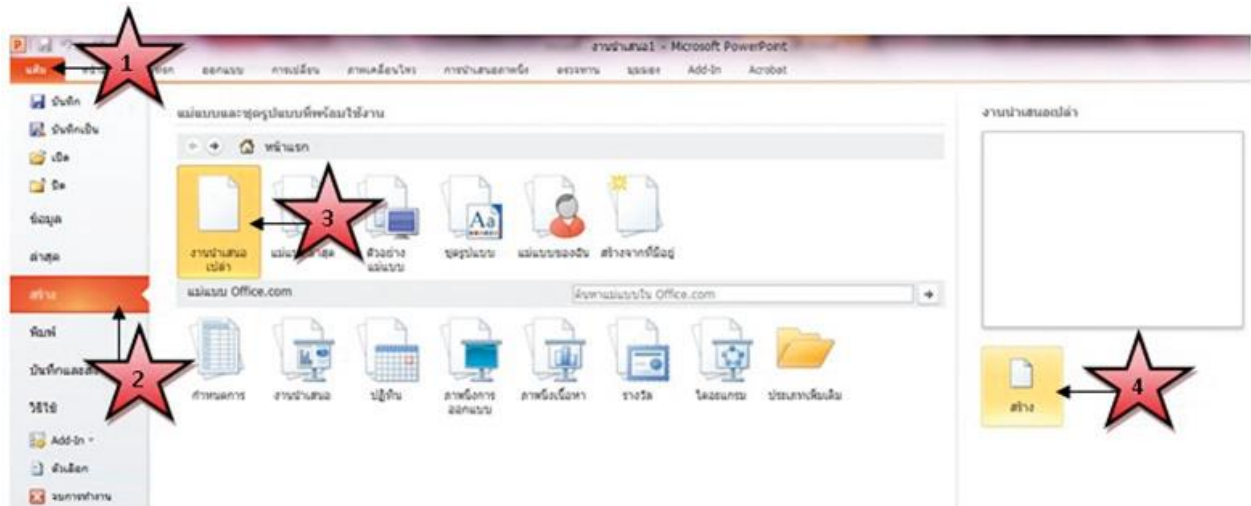 งานนำเสนอ1 - Microsoft PowerPoint
1
แฟ้ม ออกแบบ การเปลี่ยน ภาพเคลื่อนไหว การนำเสนอภาพนิ่ง ตรวจทาน มุมมอง Add-In Acrobat
บันทึก
บันทึกเป็น
เปิด
ปิด
ข้อมูล
ล่าสุด
สร้าง
พิมพ์
บันทึกและส่ง
วิธีใช้
Add-In
ตัวเลือก
จบการทำงาน
2
แม่แบบและชุดรูปแบบที่พร้อมใช้งาน
หน้าแรก
3
งานนำเสนอเปล่า
ตัวอย่างแม่แบบ
ชุดรูปแบบ
แม่แบบของฉัน
สร้างจากที่มีอยู่
แม่แบบ Office.com
ค้นหาแม่แบบใน Office.com
กำหนดการ
งานนำเสนอ
ปฏิทิน
ภาพนิ่งการออกแบบ
ภาพนิ่งเนื้อหา
รางวัล
ไดอะแกรม
ประเภทเพิ่มเติม
งานนำเสนอเปล่า
สร้าง
4